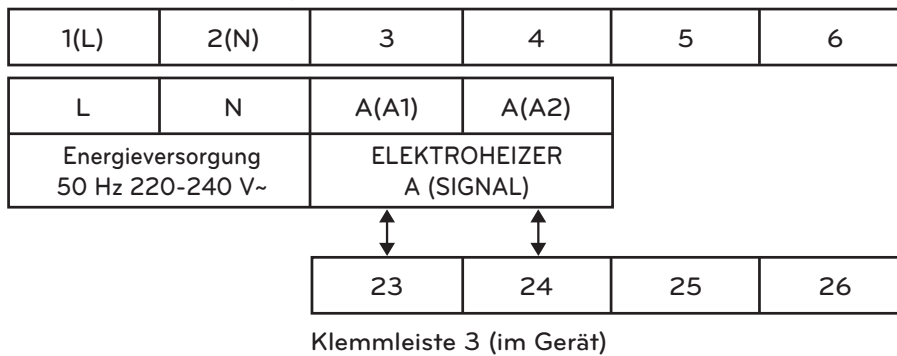 1(L) 2(N) 3 4 5 6
L N A(A1) A(A2)
Energieversorgung
50 Hz 220-240 V~
ELEKTROHEIZER
A (SIGNAL)
23 24 25 26
Klemmleiste 3 (im Gerät)